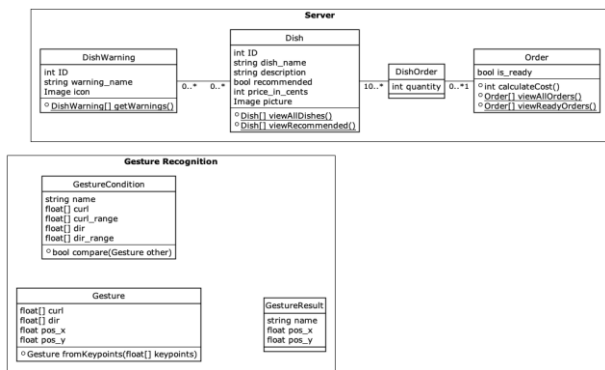 Server
DishWarning
int ID
string warning_name
Image icon
DishWarning[] getWarnings()
0..* 0..*
Dish
int ID
string dish_name
string description
bool recommended
int price_in_cents
Image picture
Dish[] viewAllDishes()
Dish[] viewRecommended()
10..*
DishOrder
int quantity
0..*1
Order
bool is_ready
int calculateCost()
Order[] viewAllOrders()
Order[] viewReadyOrders()
Gesture Recognition
GestureCondition
string name
float[] curl
float[] curl_range
float[] dir
float[] dir_range
bool compare(Gesture other)
Gesture
float[] curl
float[] dir
float pos_x
float pos_y
Gesture fromKeypoints(float[] keypoints)
GestureResult
string name
float pos_x
float pos_y